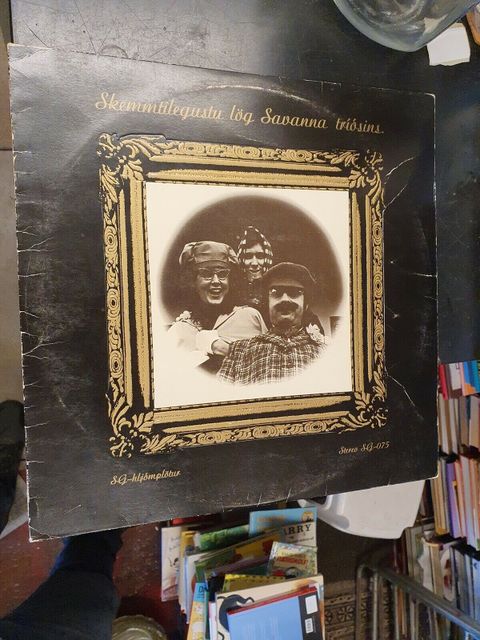 Skemmtilegustu lög Savanna tríósins.
SG-hljómplötur
Stereo SG-075